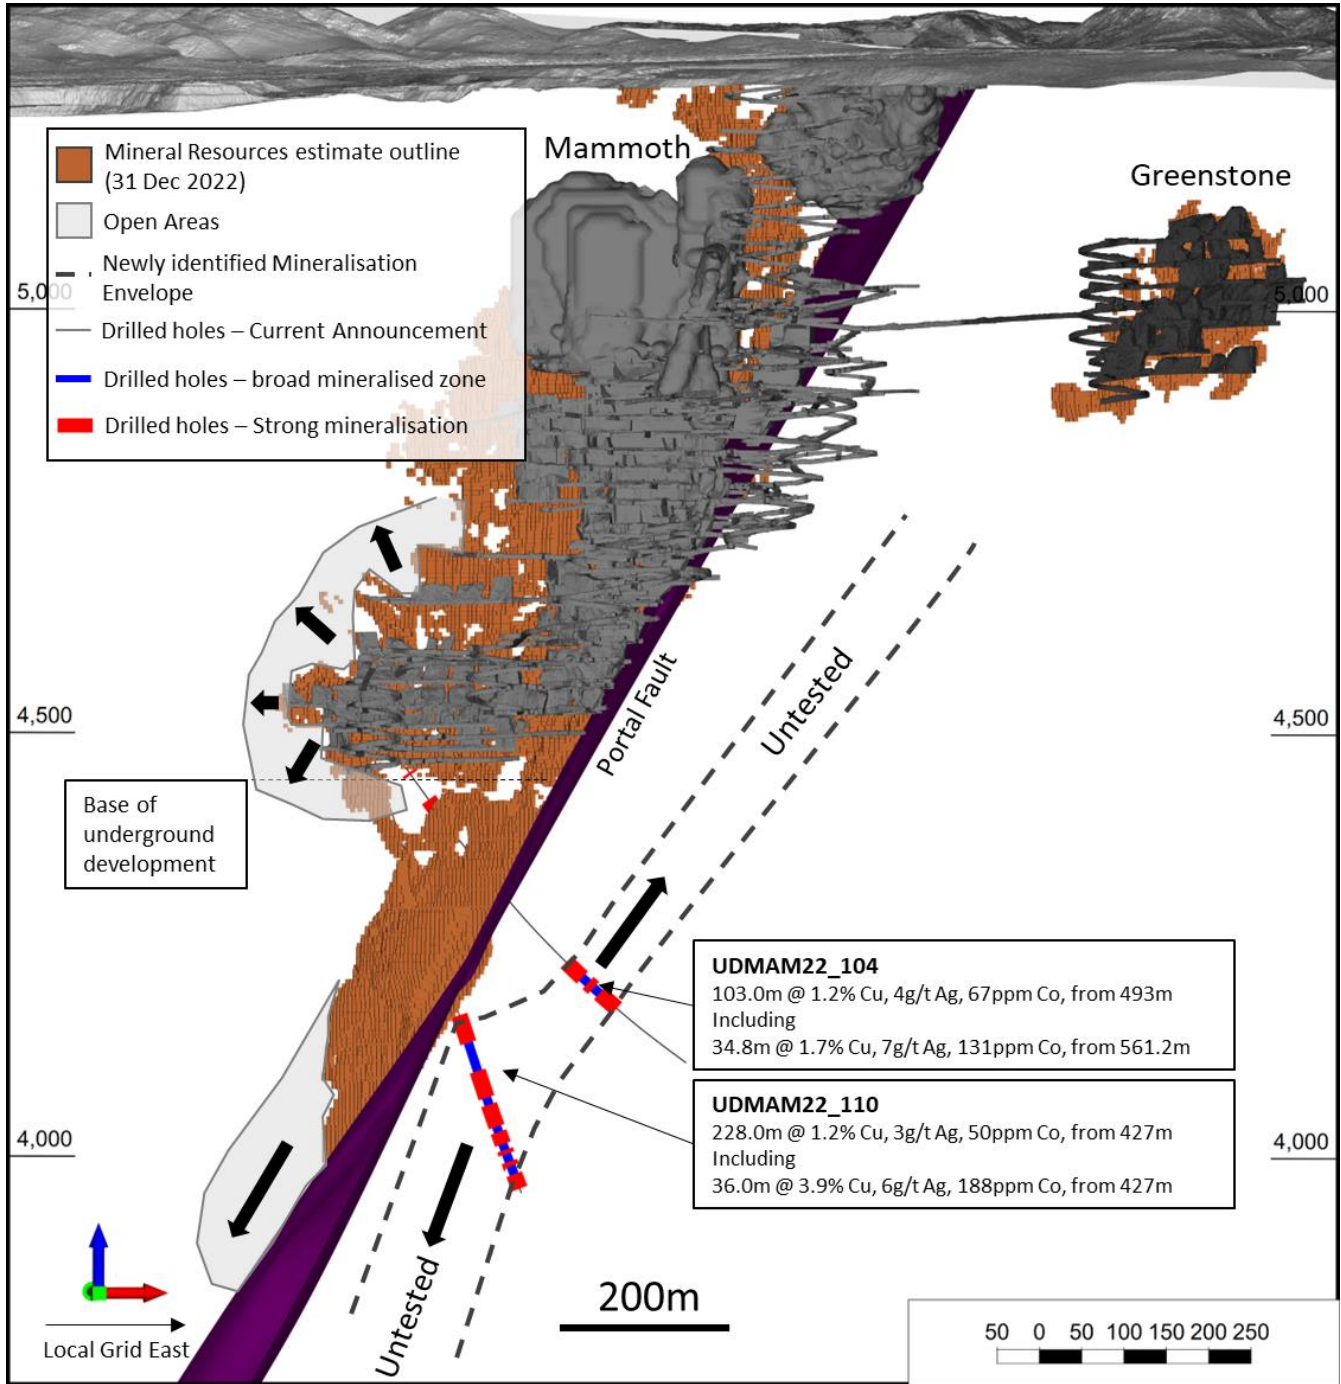 Mineral Resources estimate outline
(31 Dec 2022)
Open Areas
Newly identified Mineralisation
Envelope
Drilled holes – Current Announcement
Drilled holes – broad mineralised zone
Drilled holes – Strong mineralisation
Mammoth
Greenstone
5,000
5,000
4,500
4,500
Portal Fault
Untested
Base of
underground
development
UDMAM22_104
103.0m @ 1.2% Cu, 4g/t Ag, 67ppm Co, from 493m
Including
34.8m @ 1.7% Cu, 7g/t Ag, 131ppm Co, from 561.2m
UDMAM22_110
228.0m @ 1.2% Cu, 3g/t Ag, 50ppm Co, from 427m
Including
36.0m @ 3.9% Cu, 6g/t Ag, 188ppm Co, from 427m
4,000
4,000
Untested
200m
Local Grid East
50 0 50 100 150 200 250